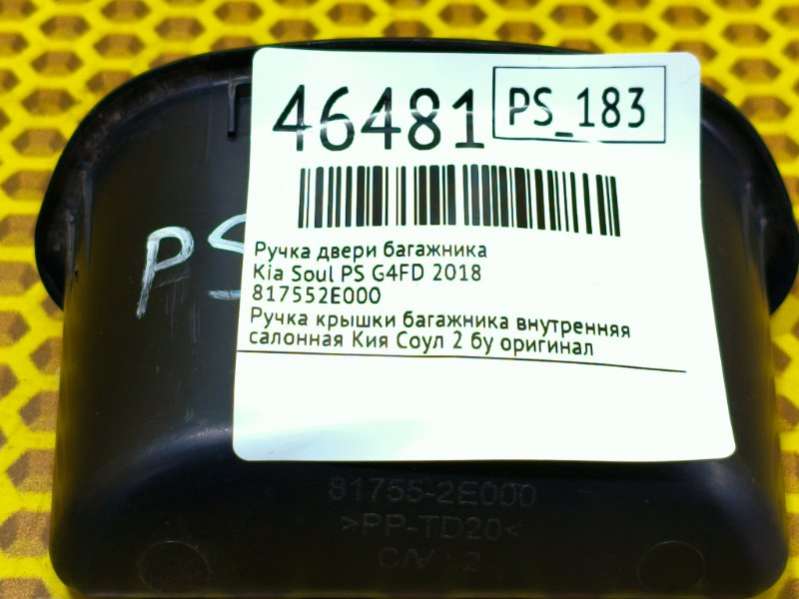 46481 PS_183
Ручка двери багажника
Kia Soul PS G4FD 2018
817552E000
Ручка крышки багажника внутренняя
салонная Кия Соул 2 бу оригинал
PS
81755-2E000
>PP-TD20<